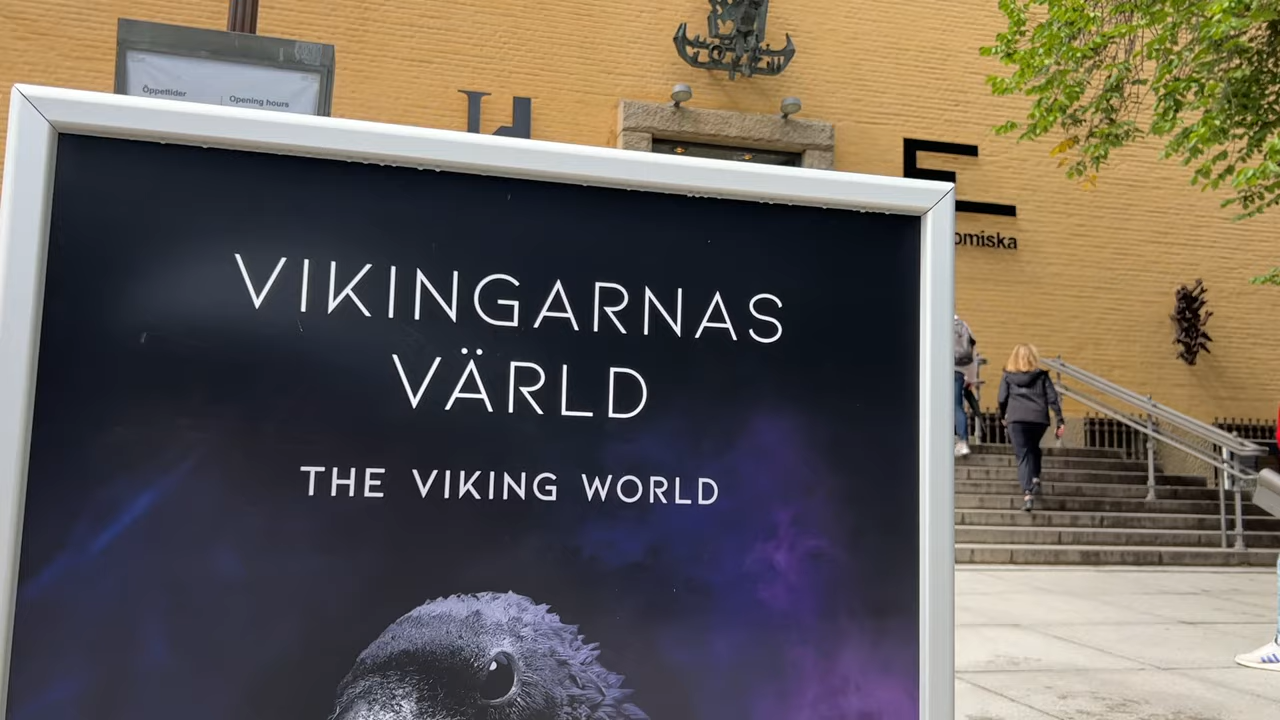 Öppettider
Opening hours
H
E
omiska
VIKINGARNAS
VÄRLD
THE VIKING WORLD